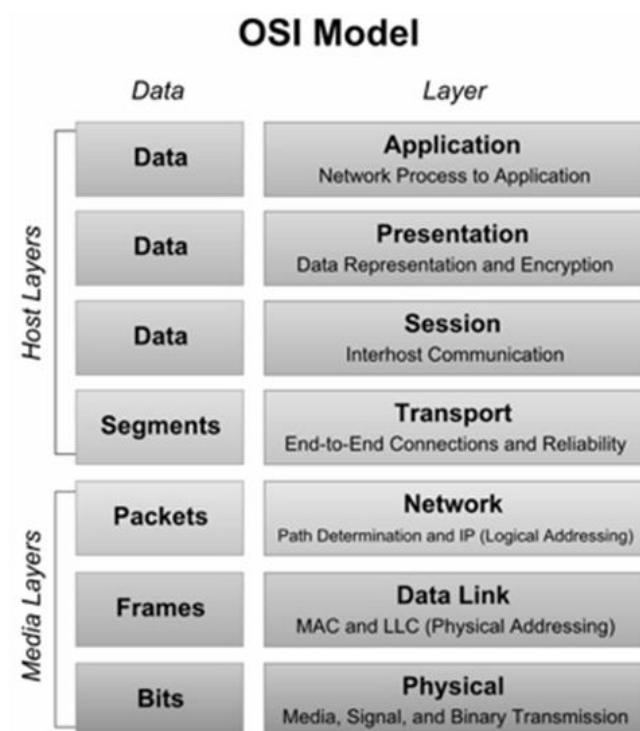 OSI Model
Data
Layer
Host Layers
Data
Application
Network Process to Application
Data
Presentation
Data Representation and Encryption
Data
Session
Interhost Communication
Segments
Transport
End-to-End Connections and Reliability
Media Layers
Packets
Network
Path Determination and IP (Logical Addressing)
Frames
Data Link
MAC and LLC (Physical Addressing)
Bits
Physical
Media, Signal, and Binary Transmission